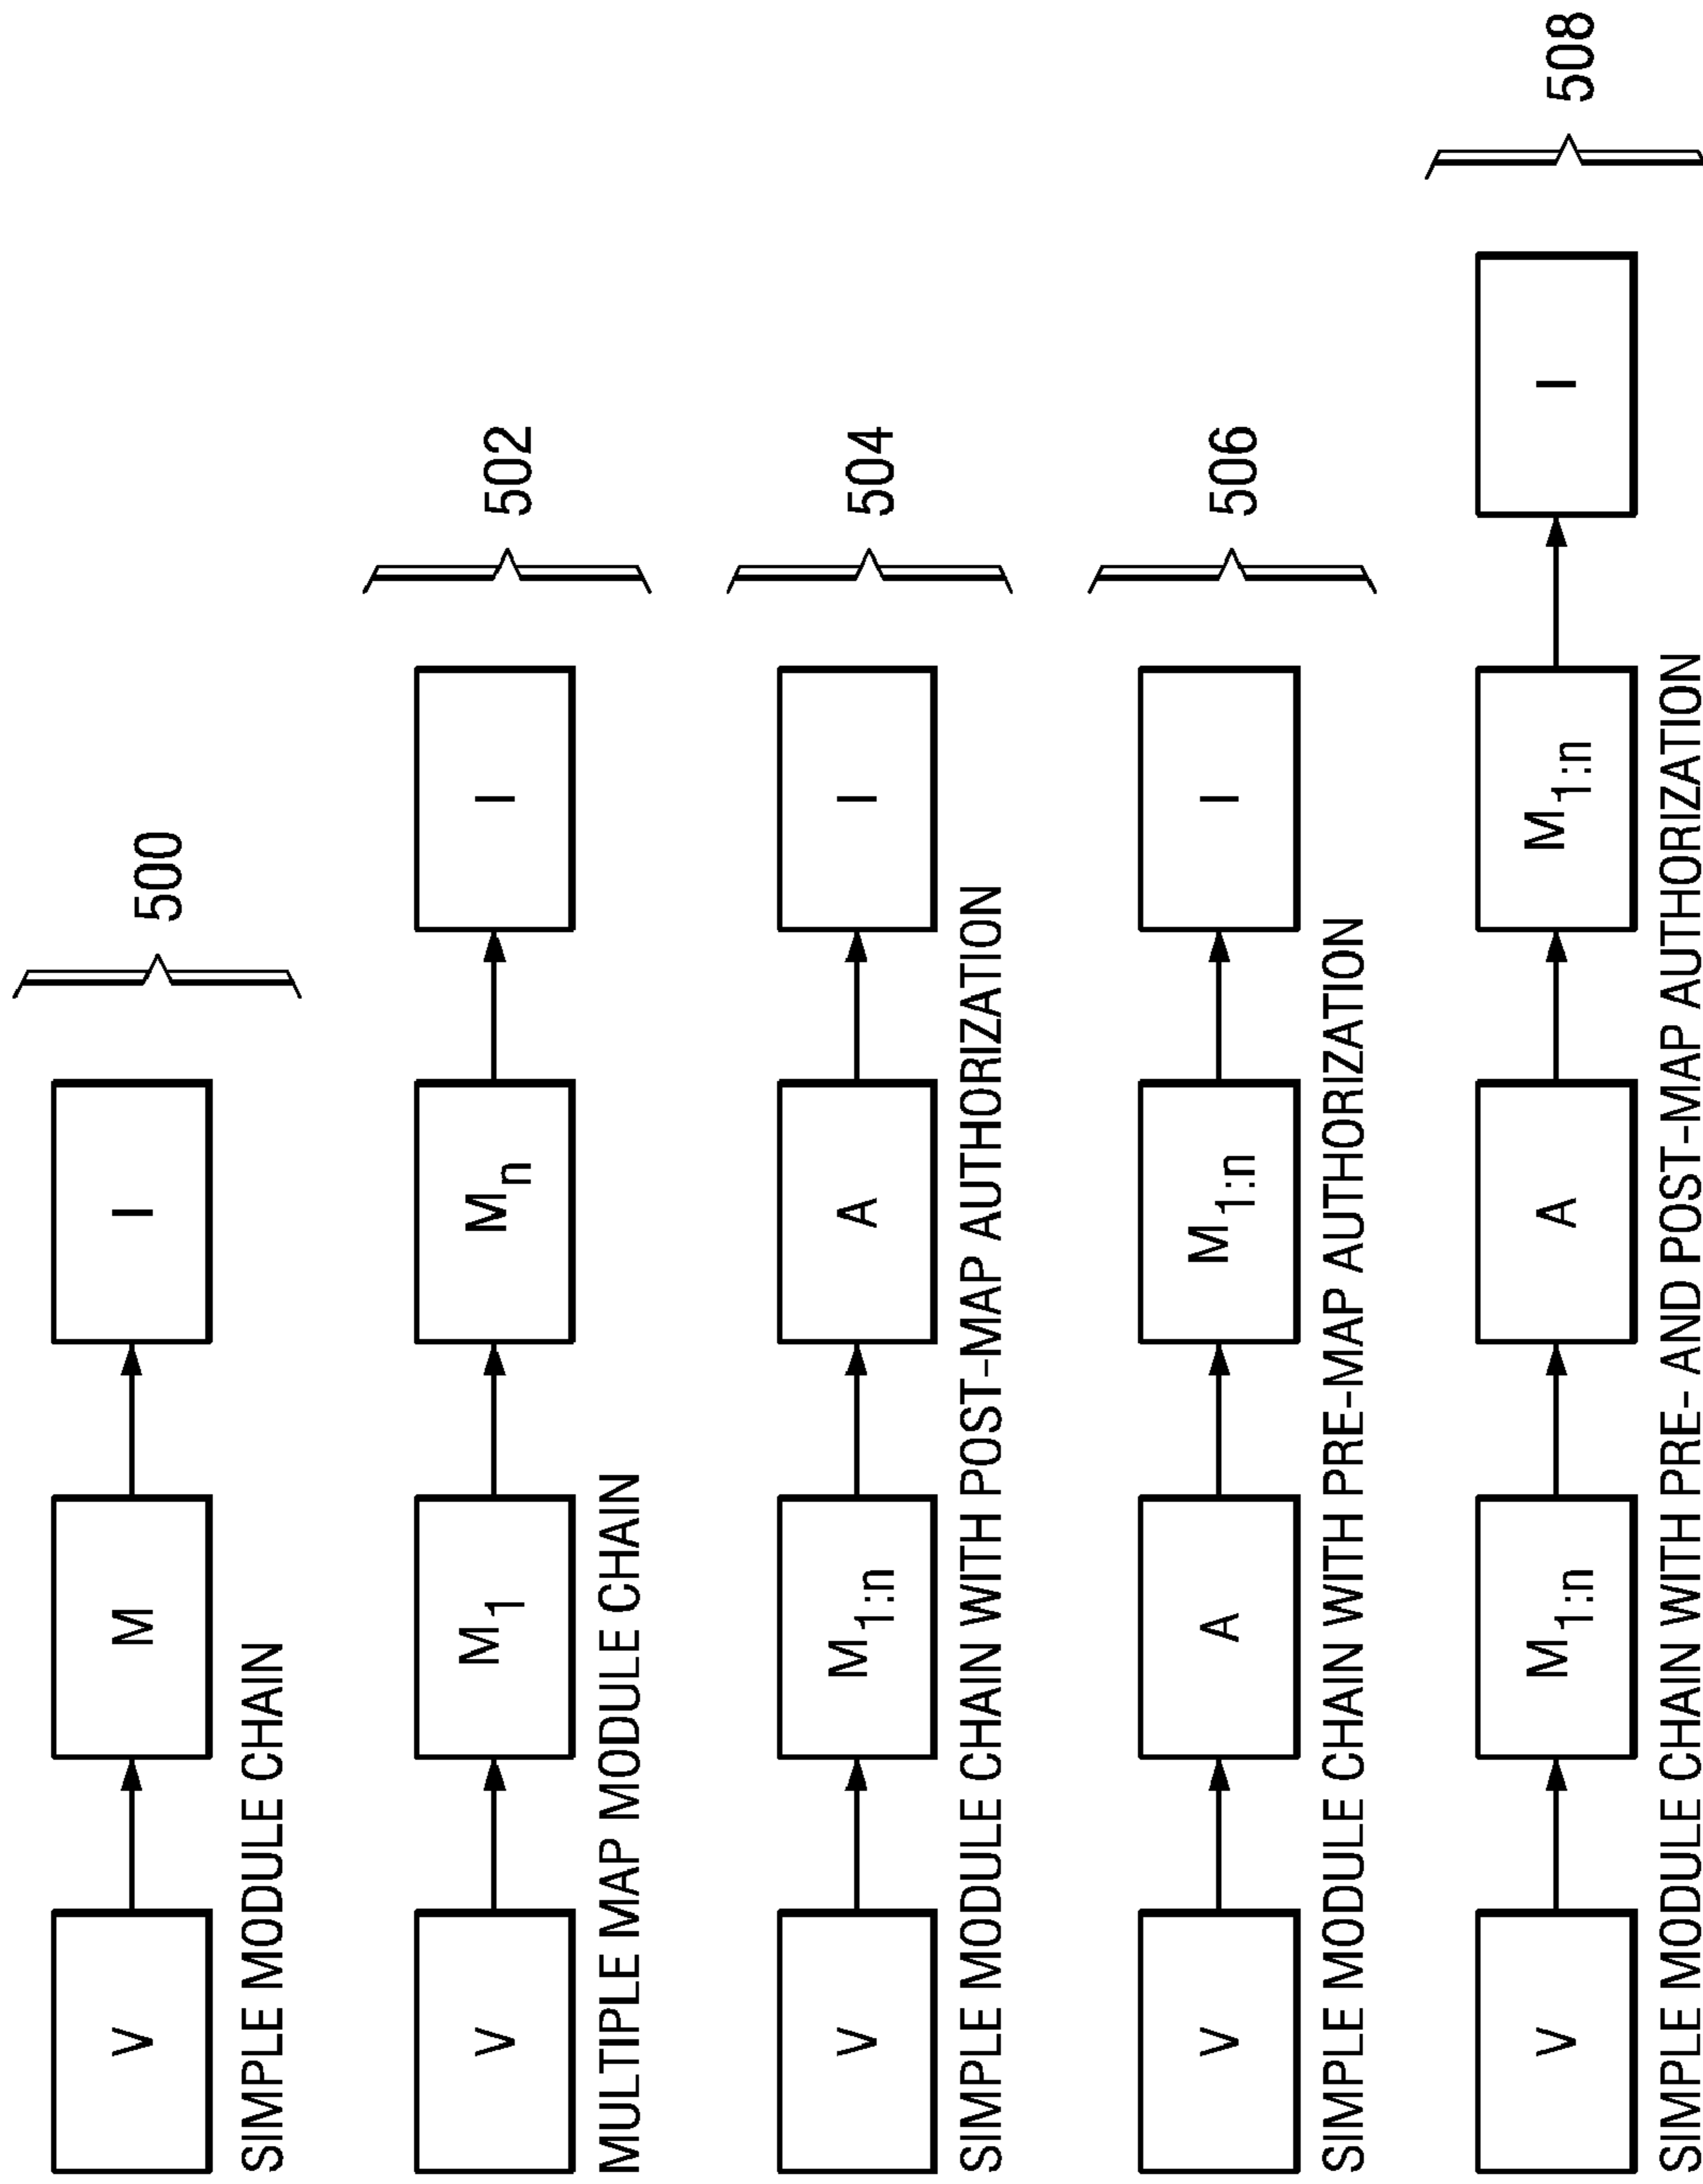 V M I 500
SIMPLE MODULE CHAIN
V M1 Mn I 502
MULTIPLE MAP MODULE CHAIN
V M1:n A I 504
SIMPLE MODULE CHAIN WITH POST-MAP AUTHORIZATION
V A M1:n I 506
SIMPLE MODULE CHAIN WITH PRE-MAP AUTHORIZATION
V M1:n A M1:n I 508
SIMPLE MODULE CHAIN WITH PRE- AND POST-MAP AUTHORIZATION